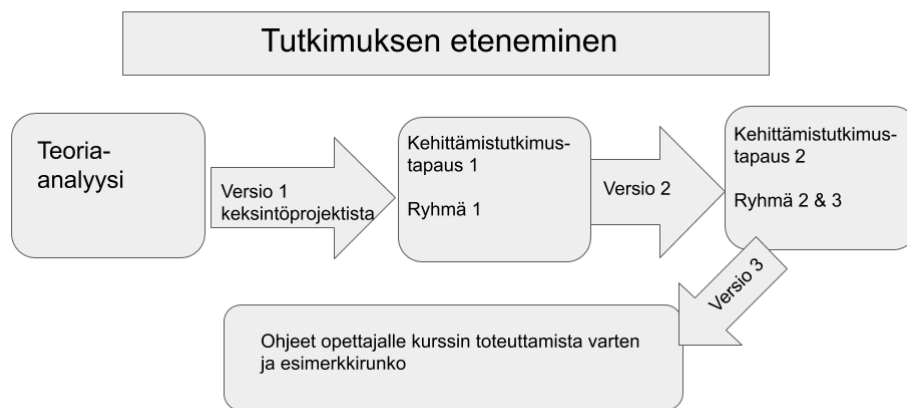 Tutkimuksen eteneminen
Teoria-
analyysi
Versio 1
keksintöprojektista
Kehittämistutkimus-
tapaus 1
Ryhmä 1
Versio 2
Kehittämistutkimus-
tapaus 2
Ryhmä 2 & 3
Versio 3
Ohjeet opettajalle kurssin toteuttamista varten
ja esimerkkirunko